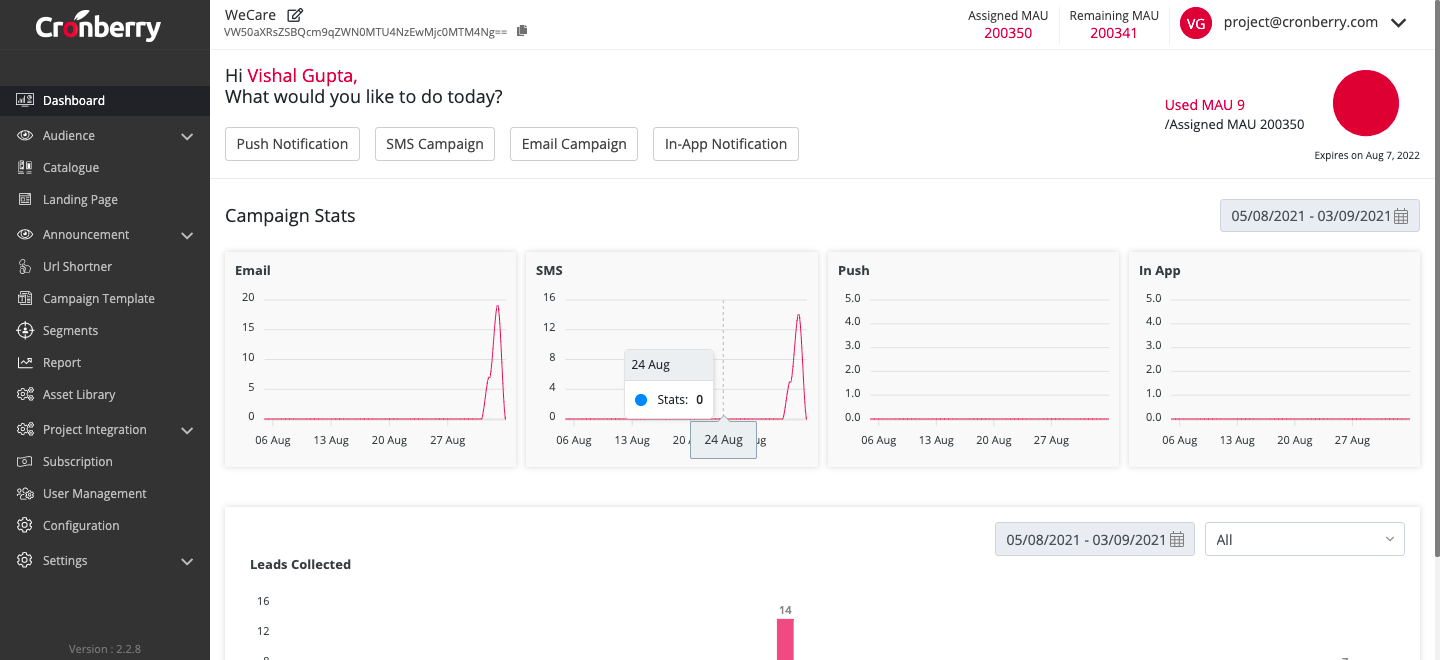 Cronberry
WeCare
VW50aXRsZSBQcm9qZWN0MTU4NzEwMjc0MTM4Ng==
Assigned MAU
200350
Remaining MAU
200341
VG
project@cronberry.com
Dashboard
Audience
Catalogue
Landing Page
Announcement
Url Shortner
Campaign Template
Segments
Report
Asset Library
Project Integration
Subscription
User Management
Configuration
Settings
Version : 2.2.8
Hi Vishal Gupta,
What would you like to do today?
Push Notification
SMS Campaign
Email Campaign
In-App Notification
Used MAU 9
/Assigned MAU 200350
Expires on Aug 7, 2022
Campaign Stats
05/08/2021 - 03/09/2021
Email
20
15
10
5
0
06 Aug 13 Aug 20 Aug 27 Aug
SMS
16
12
8
4
0
24 Aug
Stats: 0
06 Aug 13 Aug 20 24 Aug ug
Push
5.0
4.0
3.0
2.0
1.0
0.0
06 Aug 13 Aug 20 Aug 27 Aug
In App
5.0
4.0
3.0
2.0
1.0
0.0
06 Aug 13 Aug 20 Aug 27 Aug
05/08/2021 - 03/09/2021
All
Leads Collected
16
14
12